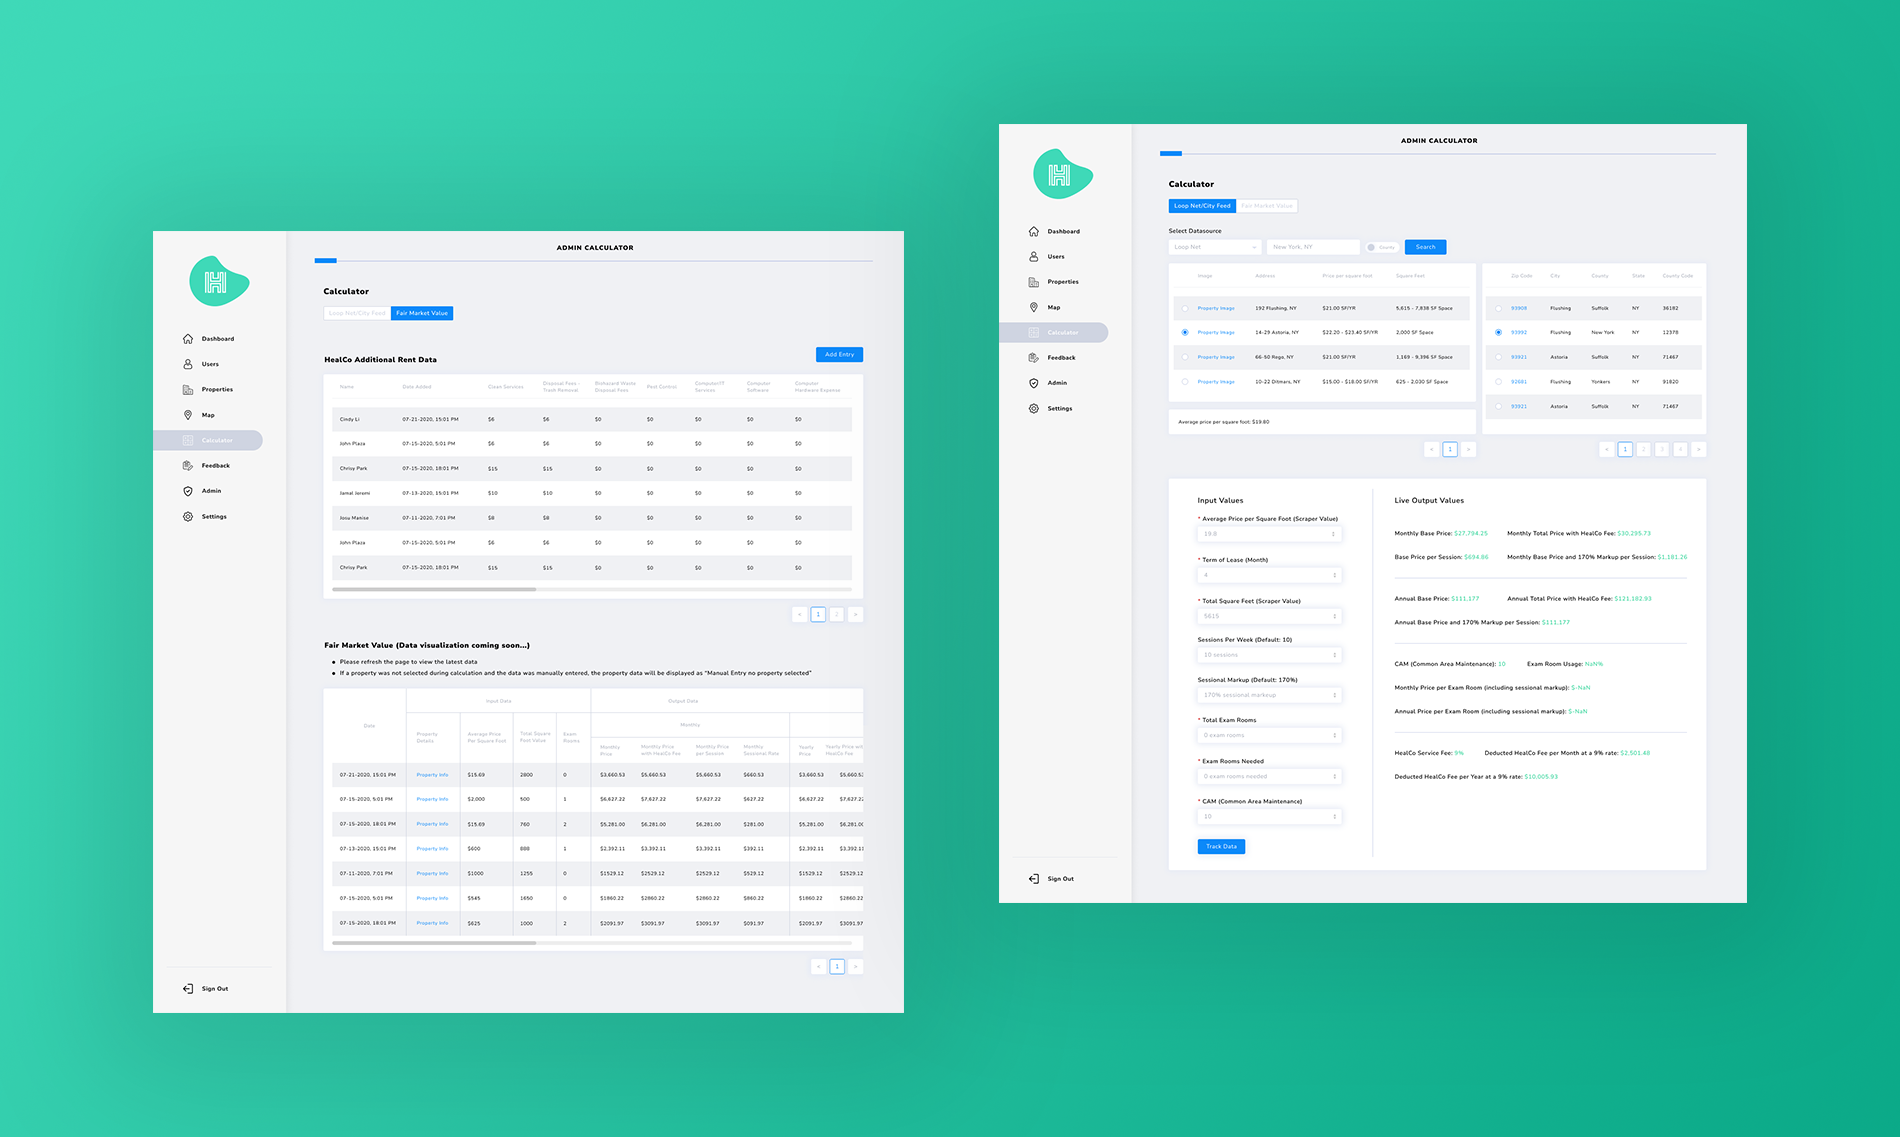 ADMIN CALCULATOR
Calculator
Loop Net/City Feed
Fair Market Value
Dashboard
Users
Properties
Map
Calculator
Feedback
Admin
Settings
Sign Out
HealCo Additional Rent Data
Add Entry
Name Date Added Clean Services Disposal Fees - Trash Removal Biohazard Waste Disposal Fees Pest Control Computer/IT Services Computer Software Computer Hardware Expense
Cindy Li 07-21-2020, 15:01 PM $6 $6 $0 $0 $0 $0 $0
John Plaza 07-15-2020, 5:01 PM $6 $6 $0 $0 $0 $0 $0
Chrisy Park 07-15-2020, 18:01 PM $15 $15 $0 $0 $0 $0 $0
Jamal Joromi 07-13-2020, 15:01 PM $10 $10 $0 $0 $0 $0 $0
Josu Manise 07-11-2020, 7:01 PM $8 $8 $0 $0 $0 $0 $0
John Plaza 07-15-2020, 5:01 PM $6 $6 $0 $0 $0 $0 $0
Chrisy Park 07-15-2020, 18:01 PM $15 $15 $0 $0 $0 $0 $0
< 1 2 >
Fair Market Value (Data visualization coming soon...)
Please refresh the page to view the latest data
If a property was not selected during calculation and the data was manually entered, the property data will be displayed as "Manual Entry no property selected"
Input Data Output Data
Monthly
Date Property Details Average Price Per Square Foot Total Square Foot Value Exam Rooms Monthly Price Monthly Price with HealCo Fee Monthly Price per Session Monthly Sessional Rate Yearly Price Yearly Price wit HealCo Fee
07-21-2020, 15:01 PM Property Info $15.69 2800 0 $3,660.53 $5,660.53 $5,660.53 $660.53 $3,660.53 $5,660.53
07-15-2020, 5:01 PM Property Info $2,000 500 1 $6,627.22 $7,627.22 $7,627.22 $627.22 $6,627.22 $7,627.22
07-15-2020, 18:01 PM Property Info $15.69 760 2 $5,281.00 $6,281.00 $6,281.00 $281.00 $5,281.00 $6,281.00
07-13-2020, 15:01 PM Property Info $600 888 1 $2,392.11 $3,392.11 $3,392.11 $392.11 $2,392.11 $3,392.11
07-11-2020, 7:01 PM Property Info $1000 1255 0 $1529.12 $2529.12 $2529.12 $529.12 $1529.12 $2529.12
07-15-2020, 5:01 PM Property Info $545 1650 0 $1860.22 $2860.22 $2860.22 $860.22 $1860.22 $2860.22
07-15-2020, 18:01 PM Property Info $625 1000 2 $2091.97 $3091.97 $3091.97 $091.97 $2091.97 $3091.97
< 1 >
ADMIN CALCULATOR
Calculator
Loop Net/City Feed
Fair Market Value
Dashboard
Users
Properties
Map
Calculator
Feedback
Admin
Settings
Sign Out
Select Datasource
Loop Net
New York, NY
County
Search
Image Address Price per square foot Square Feet
Property Image 192 Flushing, NY $21.00 SF/YR 5,615 - 7,838 SF Space
Property Image 14-29 Astoria, NY $22.20 - $23.40 SF/YR 2,000 SF Space
Property Image 66-50 Rego, NY $21.00 SF/YR 1,169 - 9,396 SF Space
Property Image 10-22 Ditmars, NY $15.00 - $18.00 SF/YR 625 - 2,030 SF Space
Average price per square foot: $19.80
< 1 >
Zip Code City County State County Code
93908 Flushing Suffolk NY 36182
93992 Flushing New York NY 12378
93921 Astoria Suffolk NY 71467
92681 Flushing Yonkers NY 91820
93921 Astoria Suffolk NY 71467
< 1 2 3 4 >
Input Values
* Average Price per Square Foot (Scraper Value)
19.8
* Term of Lease (Month)
4
* Total Square Feet (Scraper Value)
5615
Sessions Per Week (Default: 10)
10 sessions
Sessional Markup (Default: 170%)
170% sessional markeup
* Total Exam Rooms
0 exam rooms
* Exam Rooms Needed
0 exam rooms needed
* CAM (Common Area Maintenance)
10
Track Data
Live Output Values
Monthly Base Price: $27,794.25 Monthly Total Price with HealCo Fee: $30,295.73
Base Price per Session: $694.86 Monthly Base Price and 170% Markup per Session: $1,181.26
Annual Base Price: $111,177 Annual Total Price with HealCo Fee: $121,182.93
Annual Base Price and 170% Markup per Session: $111,177
CAM (Common Area Maintenance): 10 Exam Room Usage: NaN%
Monthly Price per Exam Room (including sessional markup): $-NaN
Annual Price per Exam Room (including sessional markup): $-NaN
HealCo Service Fee: 9% Deducted HealCo Fee per Month at a 9% rate: $2,501.48
Deducted HealCo Fee per Year at a 9% rate: $10,005.93